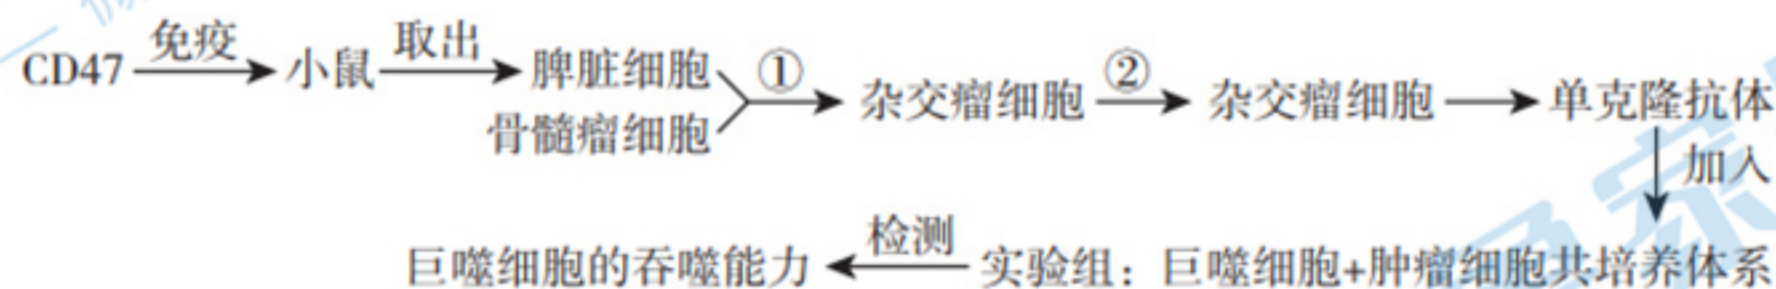 免疫 取出
CD47 小鼠 脾脏细胞 ① ②
杂交瘤细胞 杂交瘤细胞 单克隆抗体
骨髓瘤细胞
加入
检测
巨噬细胞的吞噬能力 实验组：巨噬细胞+肿瘤细胞共培养体系